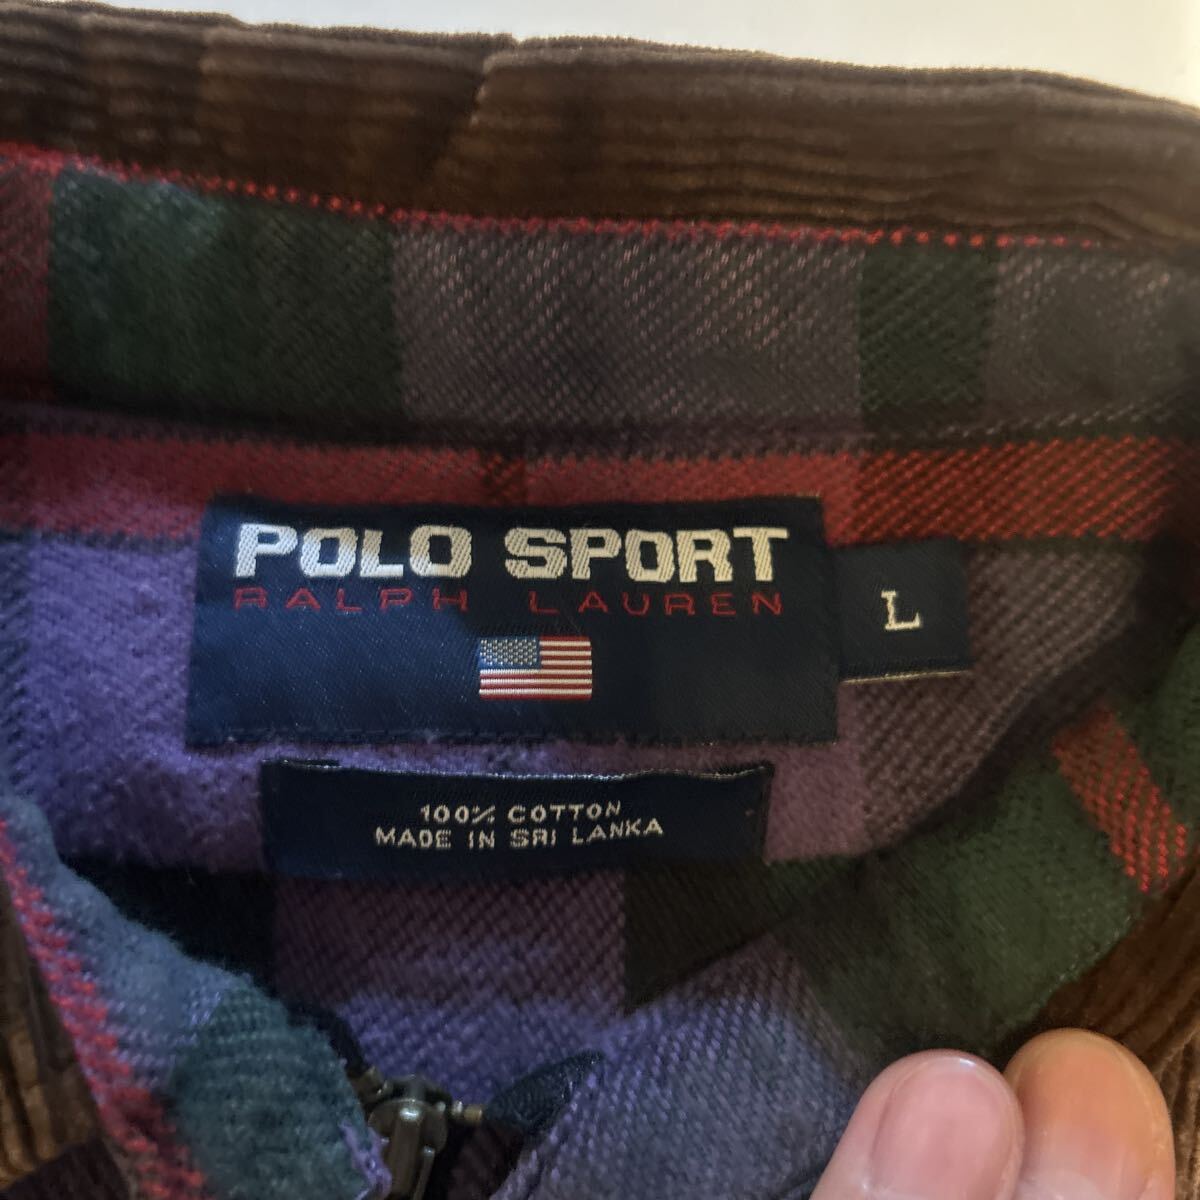 POLO SPORT
RALPH LAUREN
L
100% COTTON
MADE IN SRI LANKA